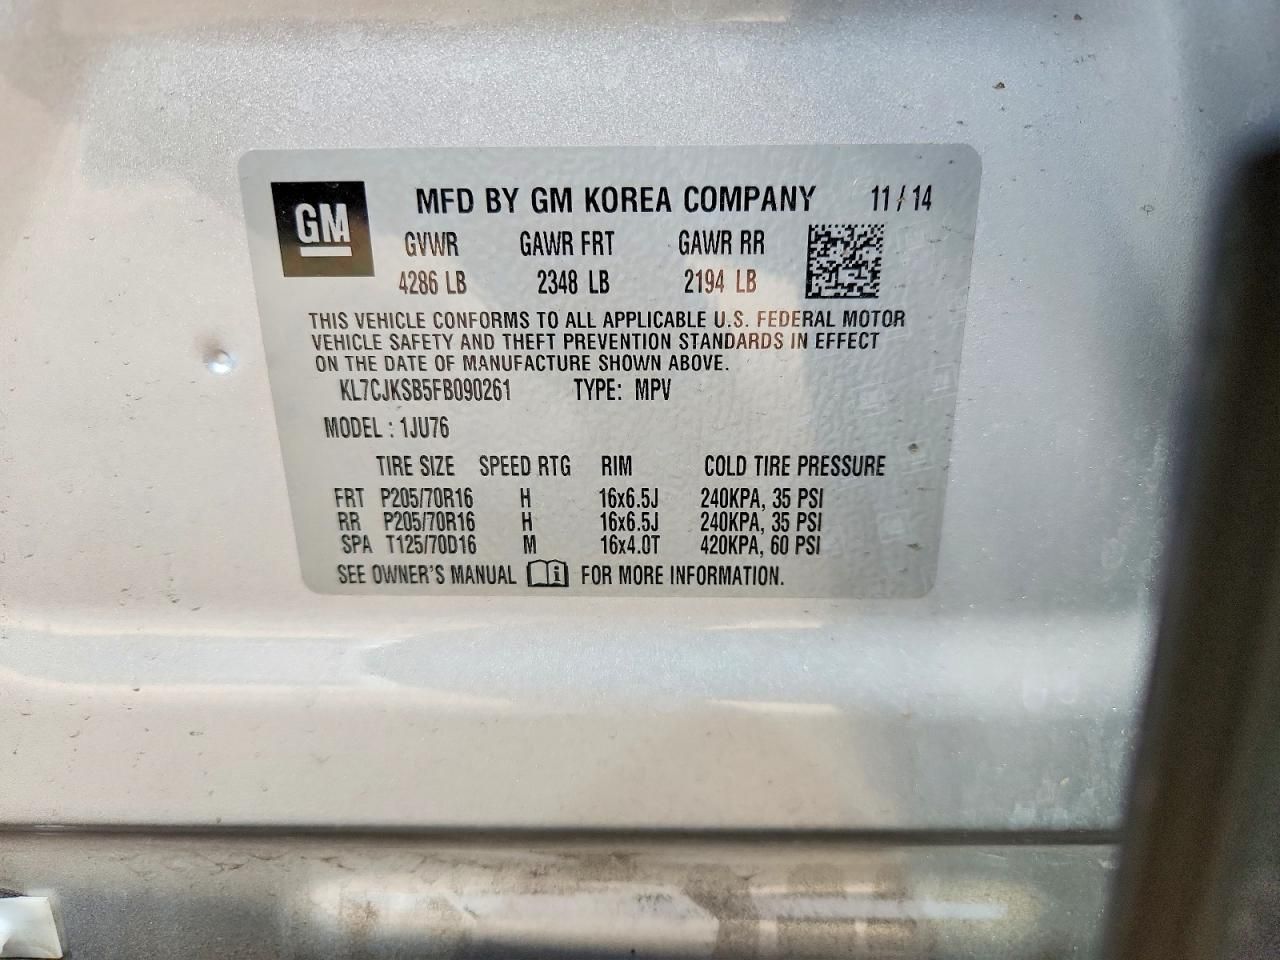 GM
MFD BY GM KOREA COMPANY 11 / 14
GVWR GAWR FRT GAWR RR
4286 LB 2348 LB 2194 LB
THIS VEHICLE CONFORMS TO ALL APPLICABLE U.S. FEDERAL MOTOR
VEHICLE SAFETY AND THEFT PREVENTION STANDARDS IN EFFECT
ON THE DATE OF MANUFACTURE SHOWN ABOVE.
KL7CJKSB5FB090261 TYPE: MPV
MODEL : 1JU76
TIRE SIZE SPEED RTG RIM COLD TIRE PRESSURE
FRT P205/70R16 H 16x6.5J 240KPA, 35 PSI
RR P205/70R16 H 16x6.5J 240KPA, 35 PSI
SPA T125/70D16 M 16x4.0T 420KPA, 60 PSI
SEE OWNER'S MANUAL i FOR MORE INFORMATION.